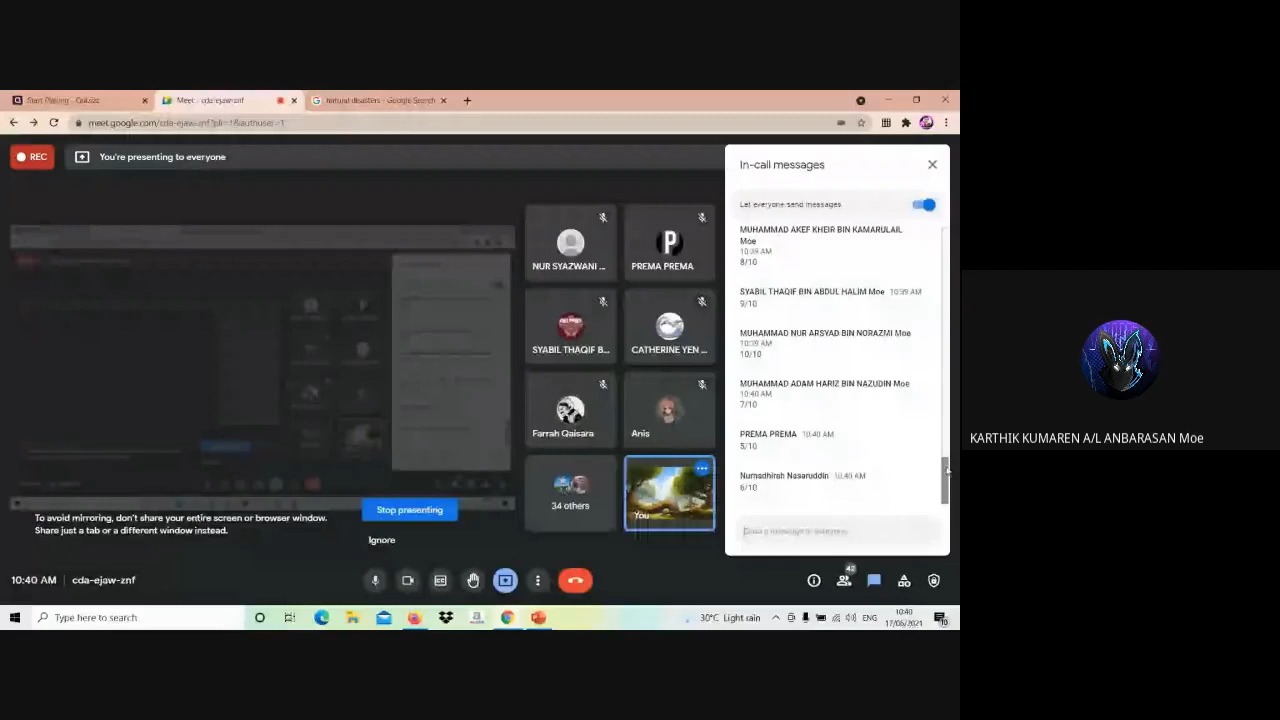 Start Playing - Quizizz
Meet - cda-ejaw-znf
natural disasters - Google Search
meet.google.com/cda-ejaw-znf?pli=1&authuser=1
REC
You're presenting to everyone
In-call messages
Let everyone send messages
MUHAMMAD AKEF KHEIR BIN KAMARULAIL
Moe
10:39 AM
8/10
SYABIL THAQIF BIN ABDUL HALIM Moe 10:39 AM
9/10
MUHAMMAD NUR ARSYAD BIN NORAZMI Moe
10:39 AM
10/10
MUHAMMAD ADAM HARIZ BIN NAZUDIN Moe
10:40 AM
7/10
PREMA PREMA 10:40 AM
5/10
10:40 AM
6/10
Send a message to everyone
NUR SYAZWANI ...
P
PREMA PREMA
SYABIL THAQIF B...
CATHERINE YEN ...
Farrah Qaisara
Anis
34 others
You
To avoid mirroring, don't share your entire screen or browser window.
Share just a tab or a different window instead.
Stop presenting
Ignore
10:40 AM | cda-ejaw-znf
42
Type here to search
30°C Light rain
ENG
10:40
17/06/2021
KARTHIK KUMAREN A/L ANBARASAN Moe